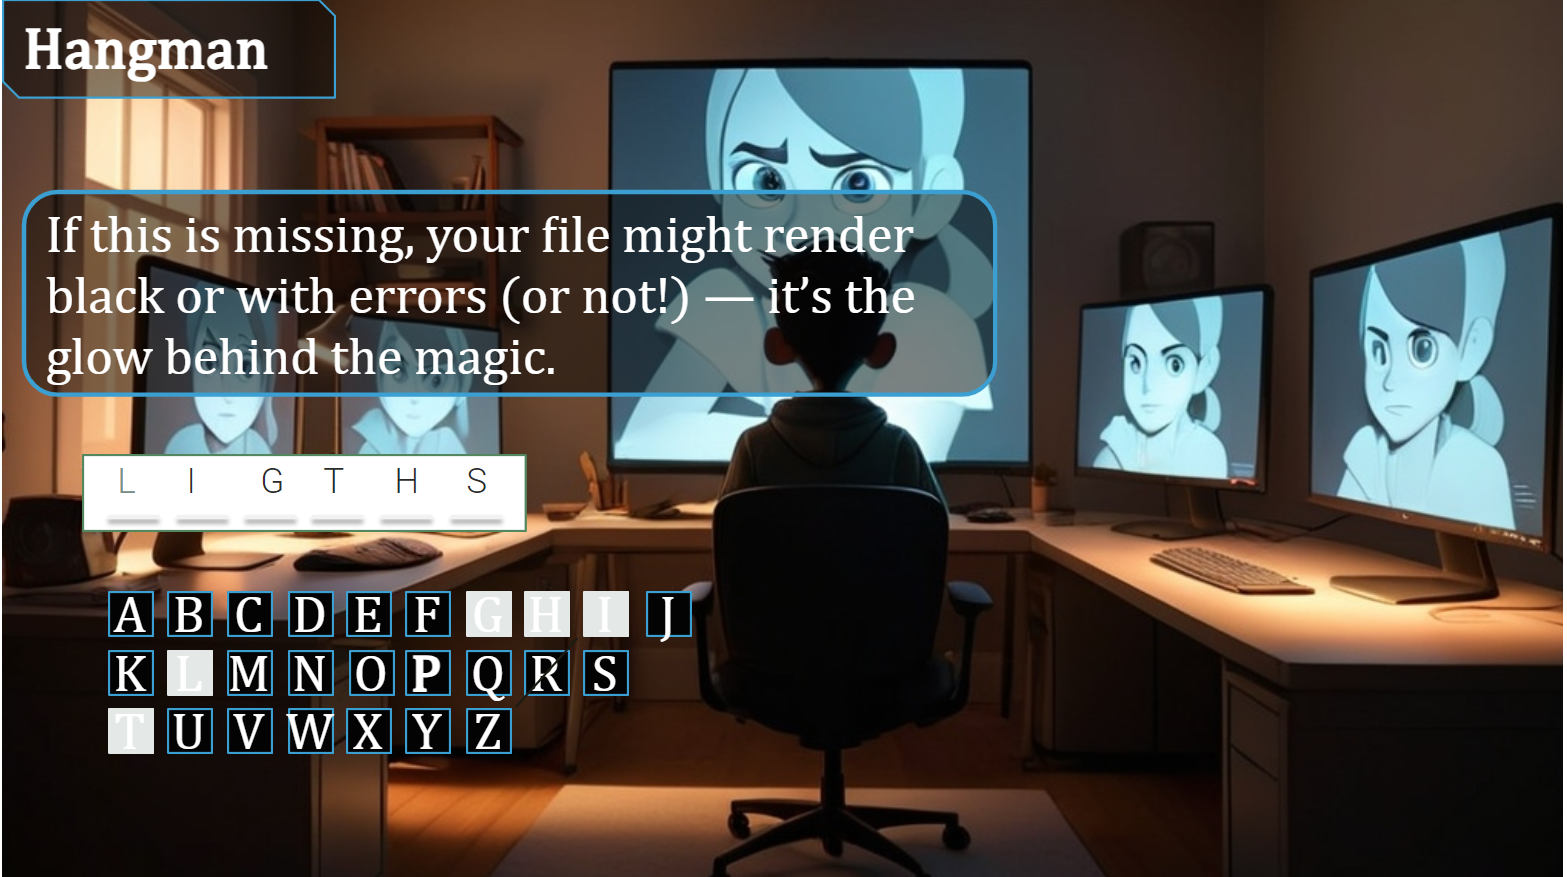 Hangman
If this is missing, your file might render
black or with errors (or not!) — it's the
glow behind the magic.
L I G T H S
A B C D E F G H I J
K L M N O P Q R S
T U V W X Y Z